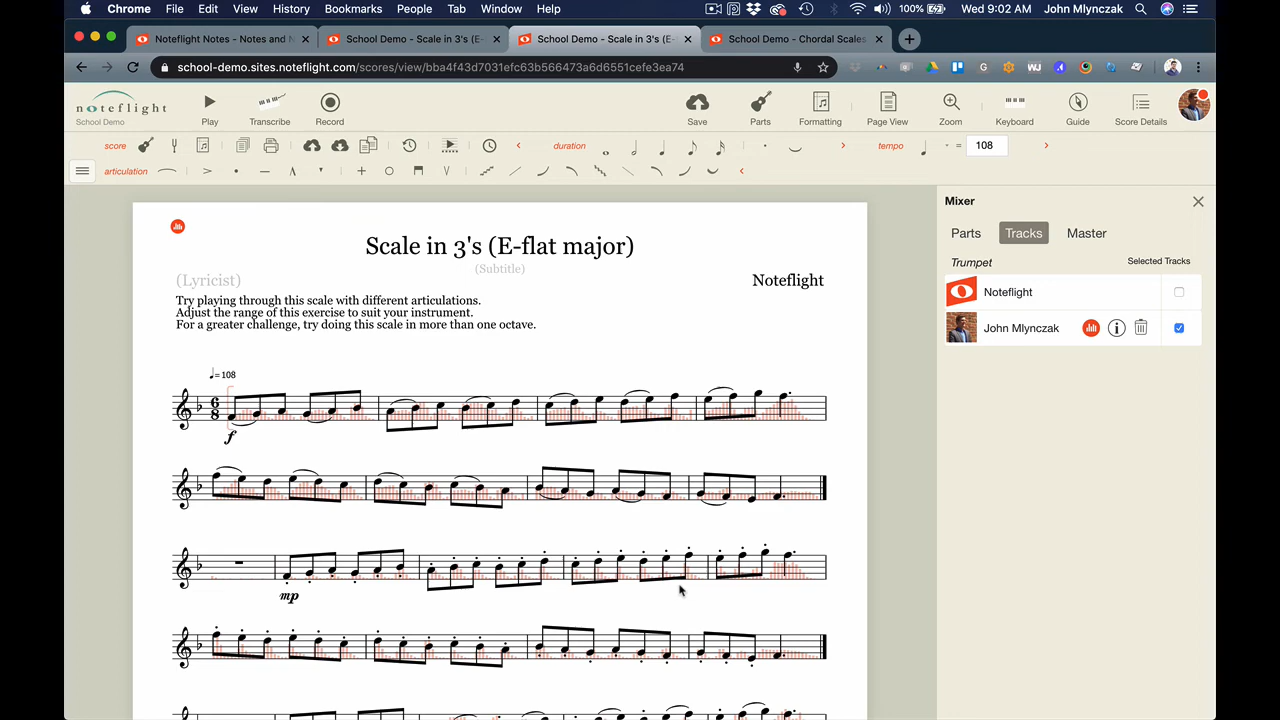 Chrome File Edit View History Bookmarks People Tab Window Help 100% Wed 9:02 AM John Mlynczak
Noteflight Notes - Notes and N
School Demo - Scale in 3's (E-
School Demo - Scale in 3's (E-
School Demo - Chordal Scales
school-demo.sites.noteflight.com/scores/view/bba4f43d7031efc63b566473a6d6551cefe3ea74
noteflight
School Demo
Play Transcribe Record Save Parts Formatting Page View Zoom Keyboard Guide Score Details
score duration tempo = 108
articulation
Mixer
Parts Tracks Master
Trumpet Selected Tracks
Noteflight
John Mlynczak
Scale in 3's (E-flat major)
(Subtitle)
(Lyricist) Noteflight
Try playing through this scale with different articulations.
Adjust the range of this exercise to suit your instrument.
For a greater challenge, try doing this scale in more than one octave.
♩=108
6
8
f
mp